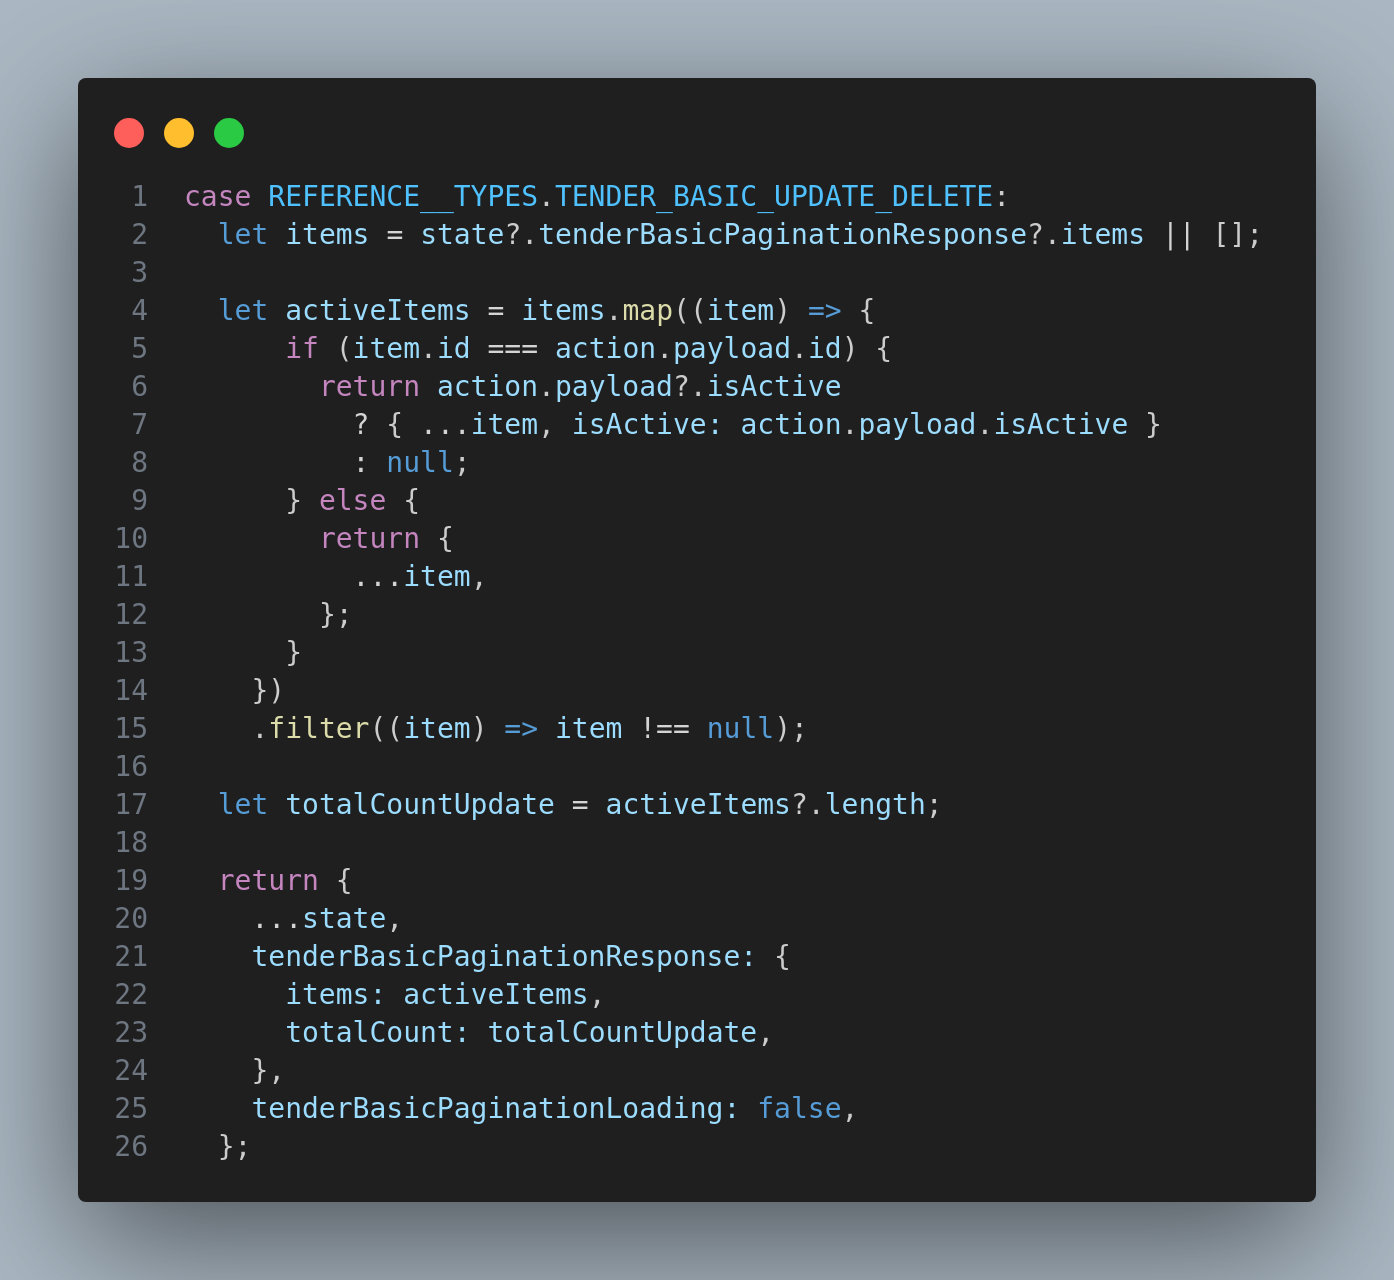 1 case REFERENCE__TYPES.TENDER_BASIC_UPDATE_DELETE:
2   let items = state?.tenderBasicPaginationResponse?.items || [];
3
4   let activeItems = items.map((item) => {
5       if (item.id === action.payload.id) {
6         return action.payload?.isActive
7           ? { ...item, isActive: action.payload.isActive }
8           : null;
9       } else {
10         return {
11           ...item,
12         };
13       }
14     })
15     .filter((item) => item !== null);
16
17   let totalCountUpdate = activeItems?.length;
18
19   return {
20     ...state,
21     tenderBasicPaginationResponse: {
22       items: activeItems,
23       totalCount: totalCountUpdate,
24     },
25     tenderBasicPaginationLoading: false,
26   };